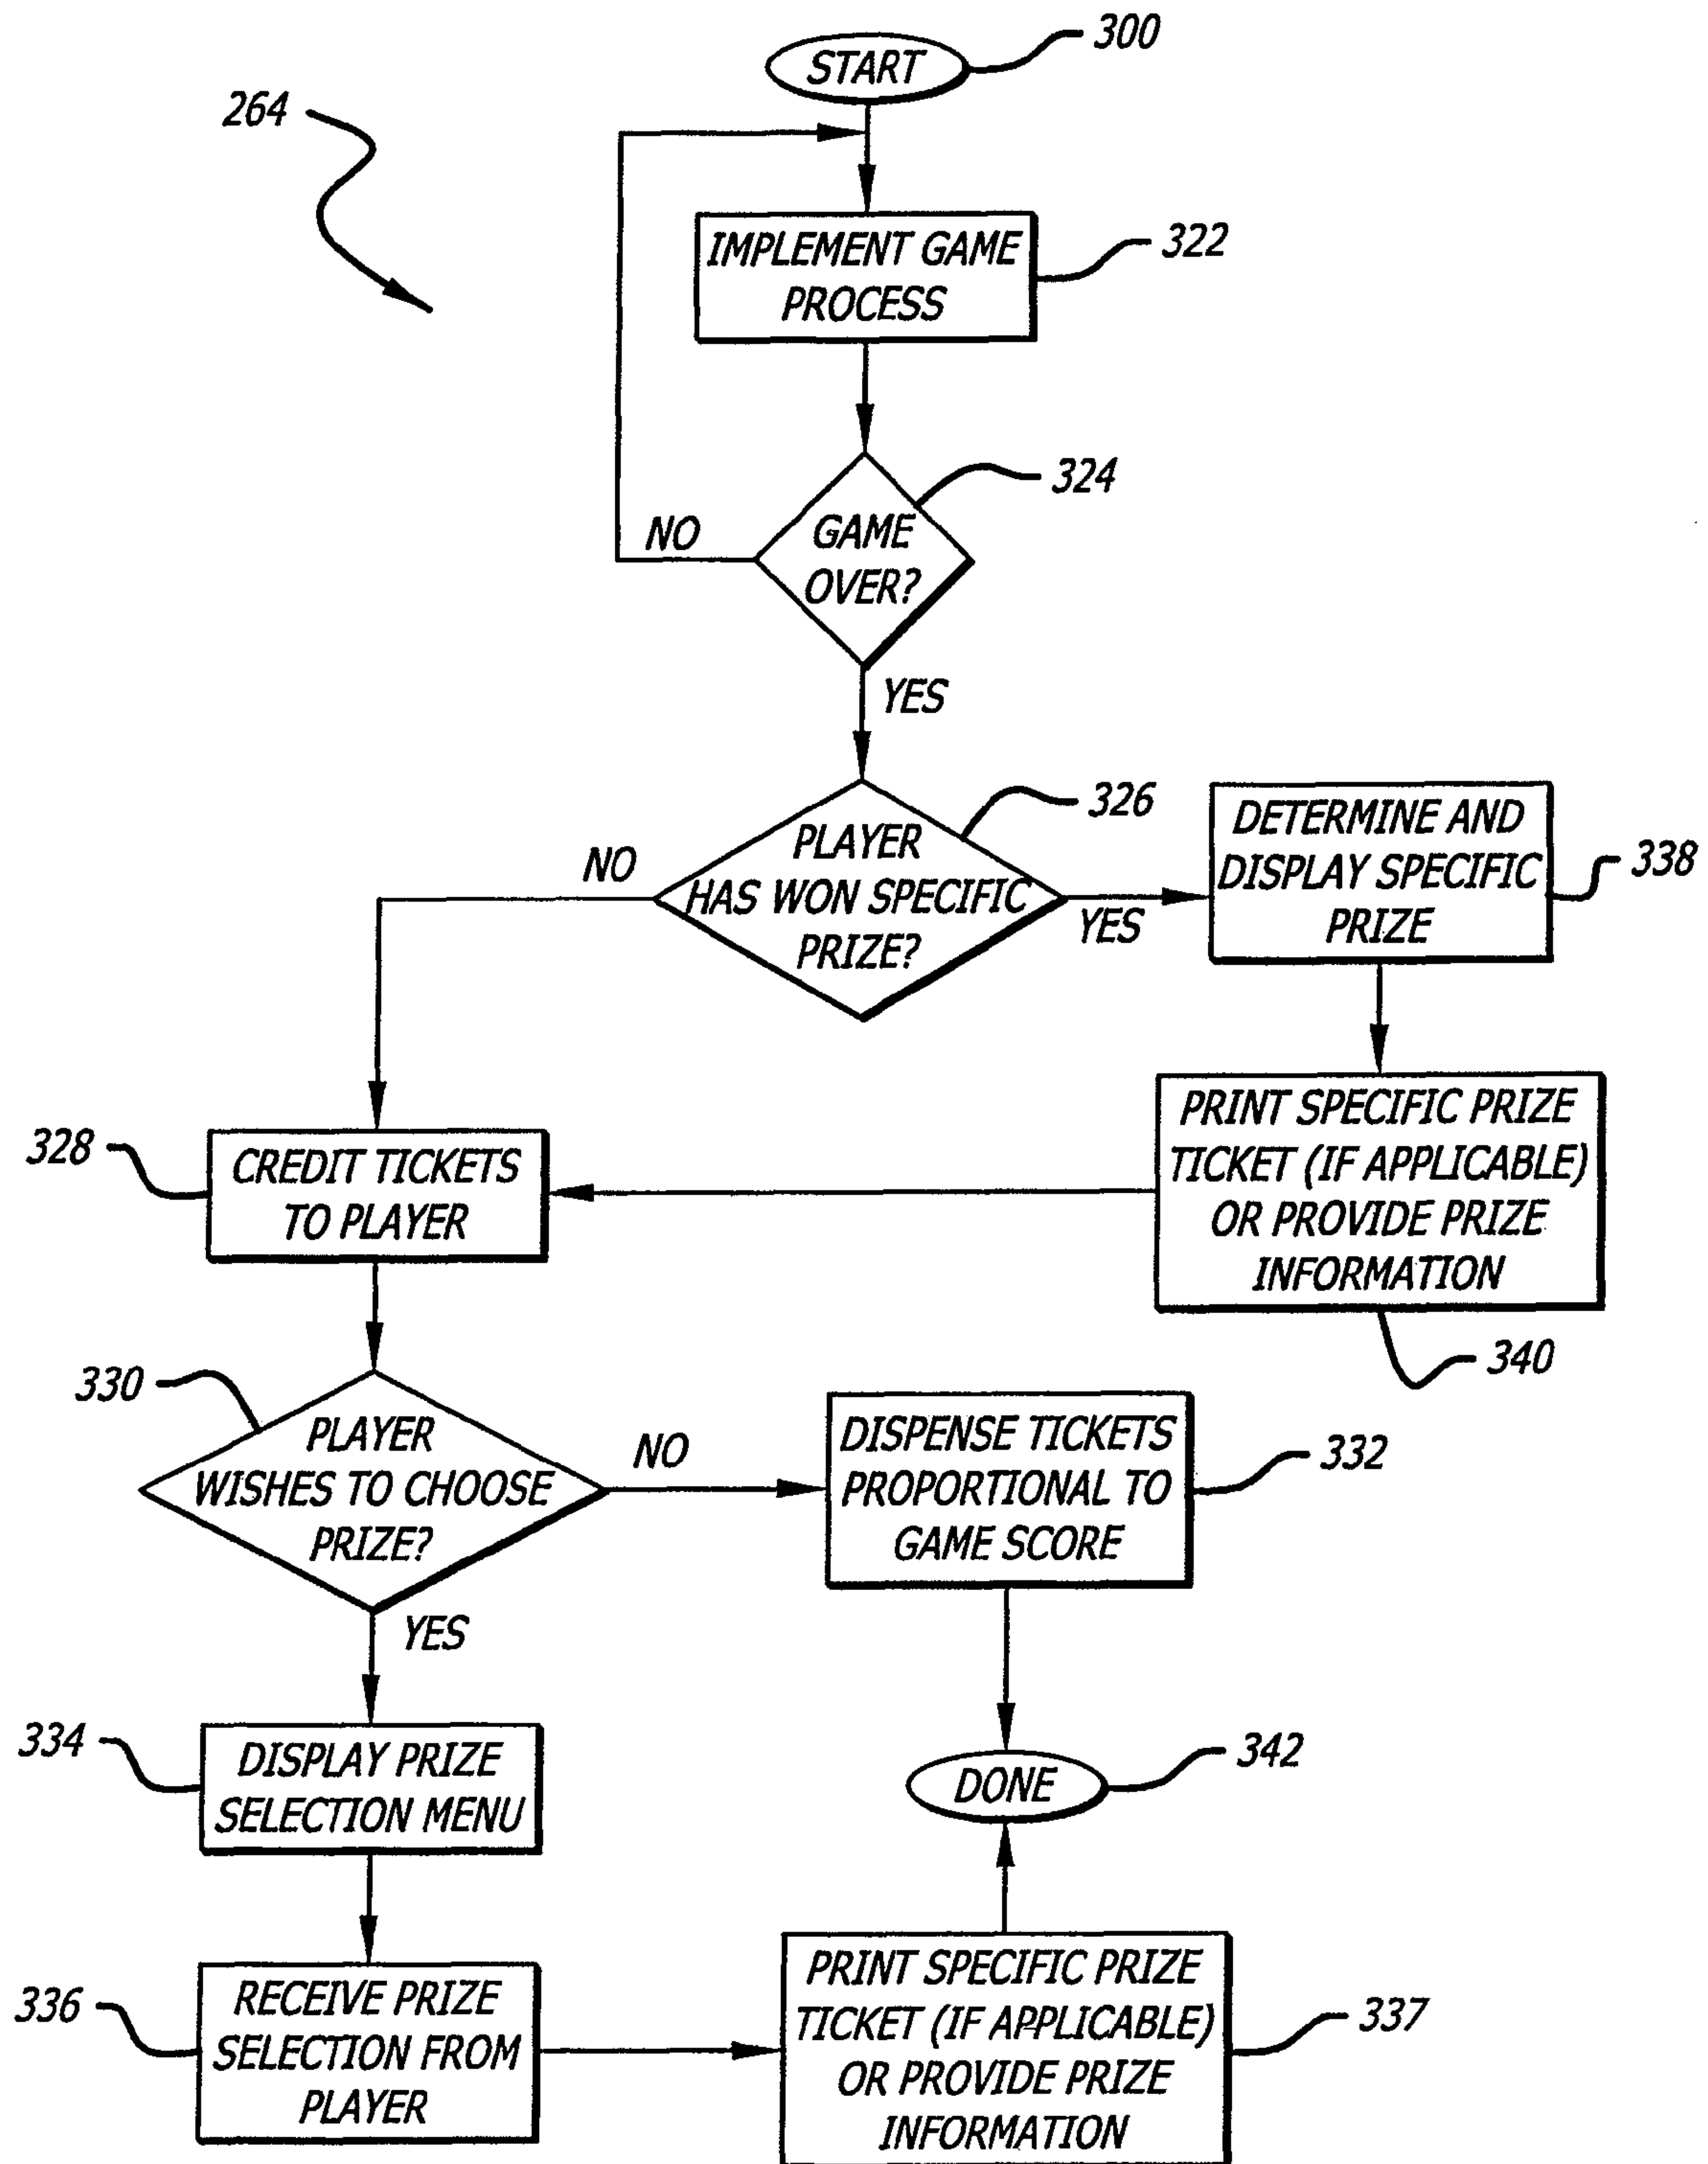 START
300
264
IMPLEMENT GAME
PROCESS
322
324
GAME
OVER?
NO
YES
326
PLAYER
HAS WON SPECIFIC
PRIZE?
NO
YES
DETERMINE AND
DISPLAY SPECIFIC
PRIZE
338
PRINT SPECIFIC PRIZE
TICKET (IF APPLICABLE)
OR PROVIDE PRIZE
INFORMATION
340
328
CREDIT TICKETS
TO PLAYER
330
PLAYER
WISHES TO CHOOSE
PRIZE?
NO
YES
DISPENSE TICKETS
PROPORTIONAL TO
GAME SCORE
332
334
DISPLAY PRIZE
SELECTION MENU
DONE
342
336
RECEIVE PRIZE
SELECTION FROM
PLAYER
PRINT SPECIFIC PRIZE
TICKET (IF APPLICABLE)
OR PROVIDE PRIZE
INFORMATION
337